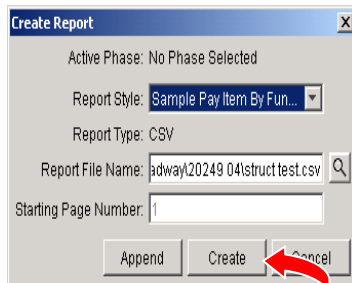 Create Report X
Active Phase: No Phase Selected
Report Style: Sample Pay Item By Fun...
Report Type: CSV
Report File Name: adway\20249 04\struct test.csv
Starting Page Number: 1
Append Create Cancel